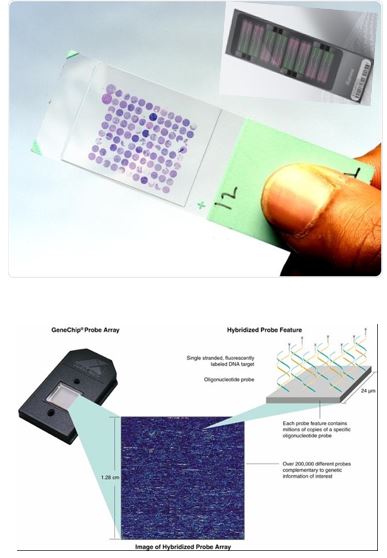 12
GeneChip® Probe Array
Hybridized Probe Feature
Single stranded, fluorescently
labeled DNA target
Oligonucleotide probe
24 µm
Each probe feature contains
millions of copies of a specific
oligonucleotide probe
1.28 cm
Over 200,000 different probes
complementary to genetic
information of interest
Image of Hybridized Probe Array